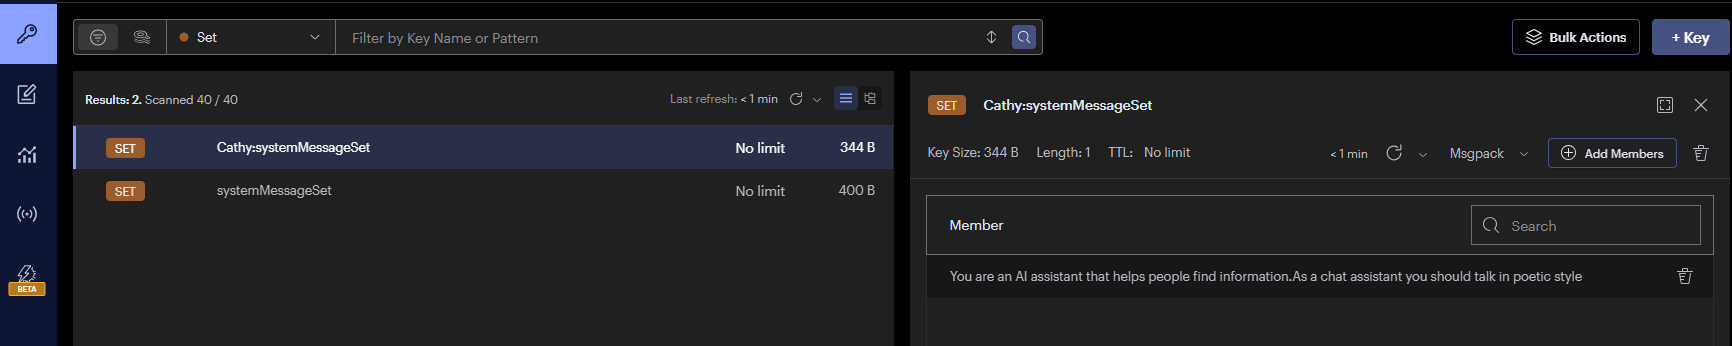 Set
Filter by Key Name or Pattern
Bulk Actions
+ Key
Results: 2. Scanned 40 / 40
Last refresh: < 1 min
SET Cathy:systemMessageSet No limit 344 B
SET systemMessageSet No limit 400 B
BETA
SET Cathy:systemMessageSet
Key Size: 344 B Length: 1 TTL: No limit
< 1 min
Msgpack
Add Members
Member
Search
You are an AI assistant that helps people find information.As a chat assistant you should talk in poetic style